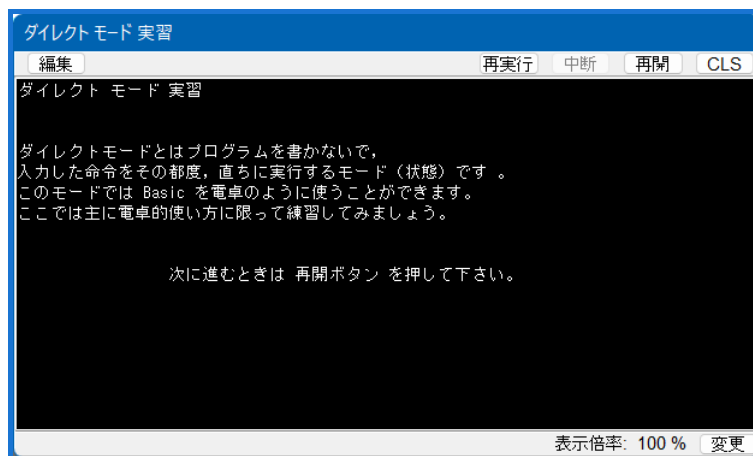 ダイレクト モード 実習
編集 再実行 中断 再開 CLS
ダイレクト モード 実習
ダイレクトモードとはプログラムを書かないで，
入力した命令をその都度，直ちに実行するモード（状態）です 。
このモードでは Basic を電卓のように使うことができます。
ここでは主に電卓的使い方に限って練習してみましょう。
次に進むときは 再開ボタン を押して下さい。
表示倍率: 100 % 変更